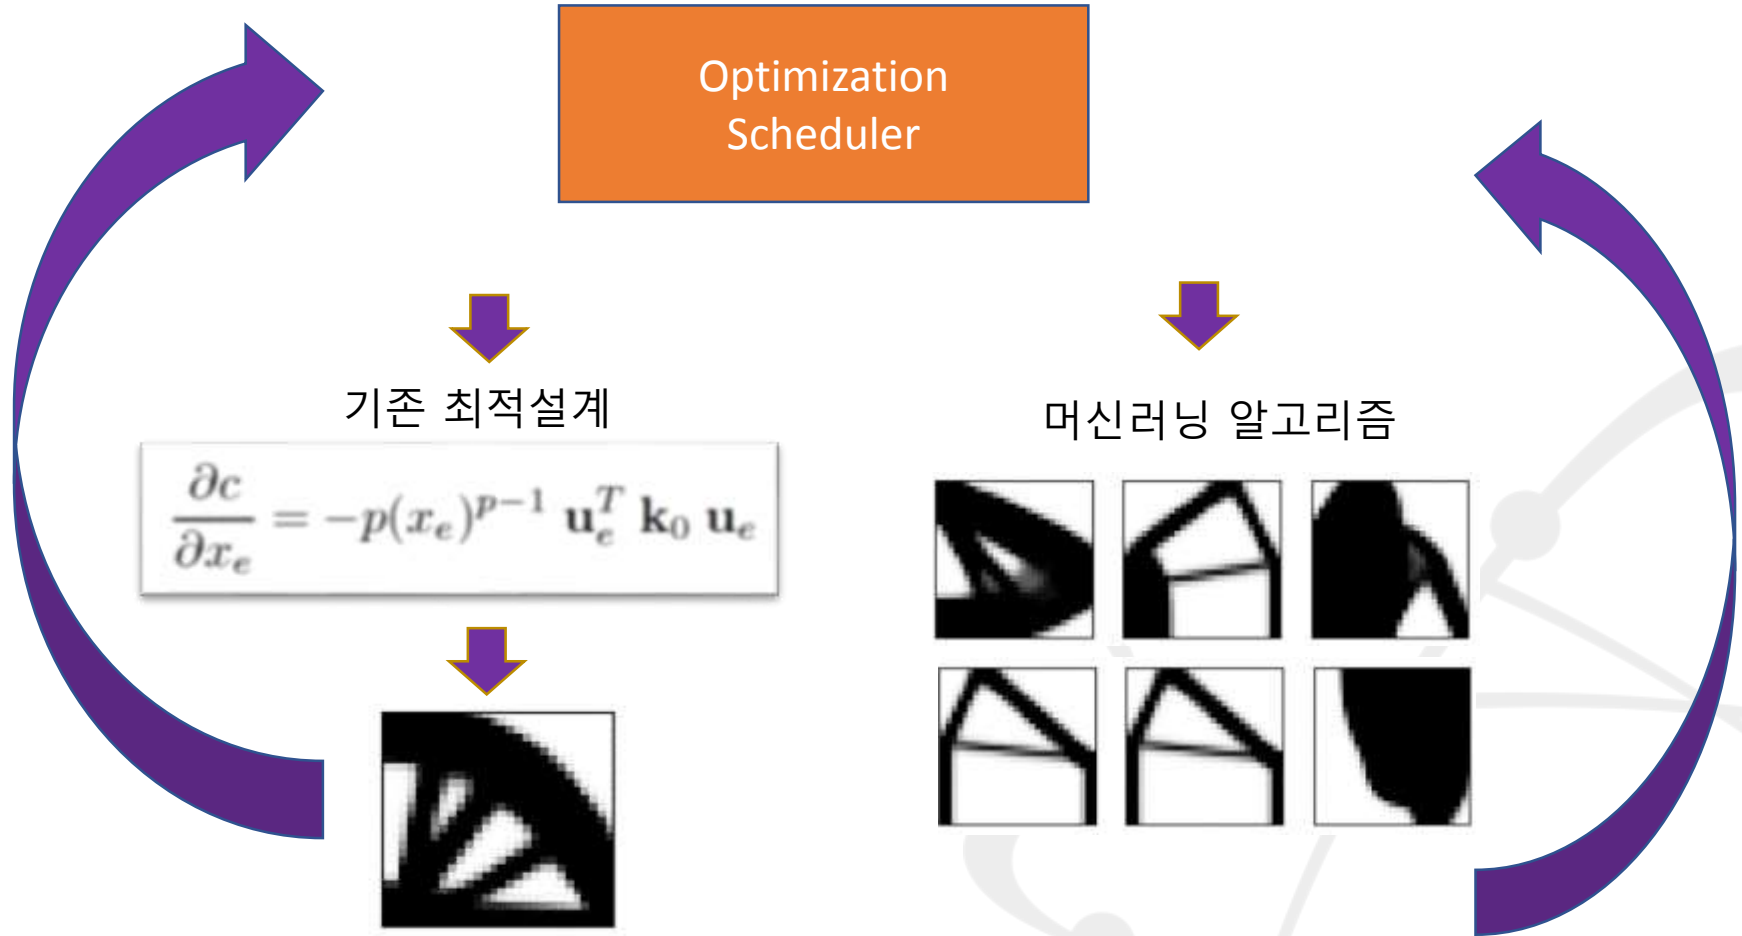 Optimization
Scheduler
기존 최적설계
머신러닝 알고리즘
∂c/∂x_e = −p(x_e)^{p−1} u_e^T k_0 u_e